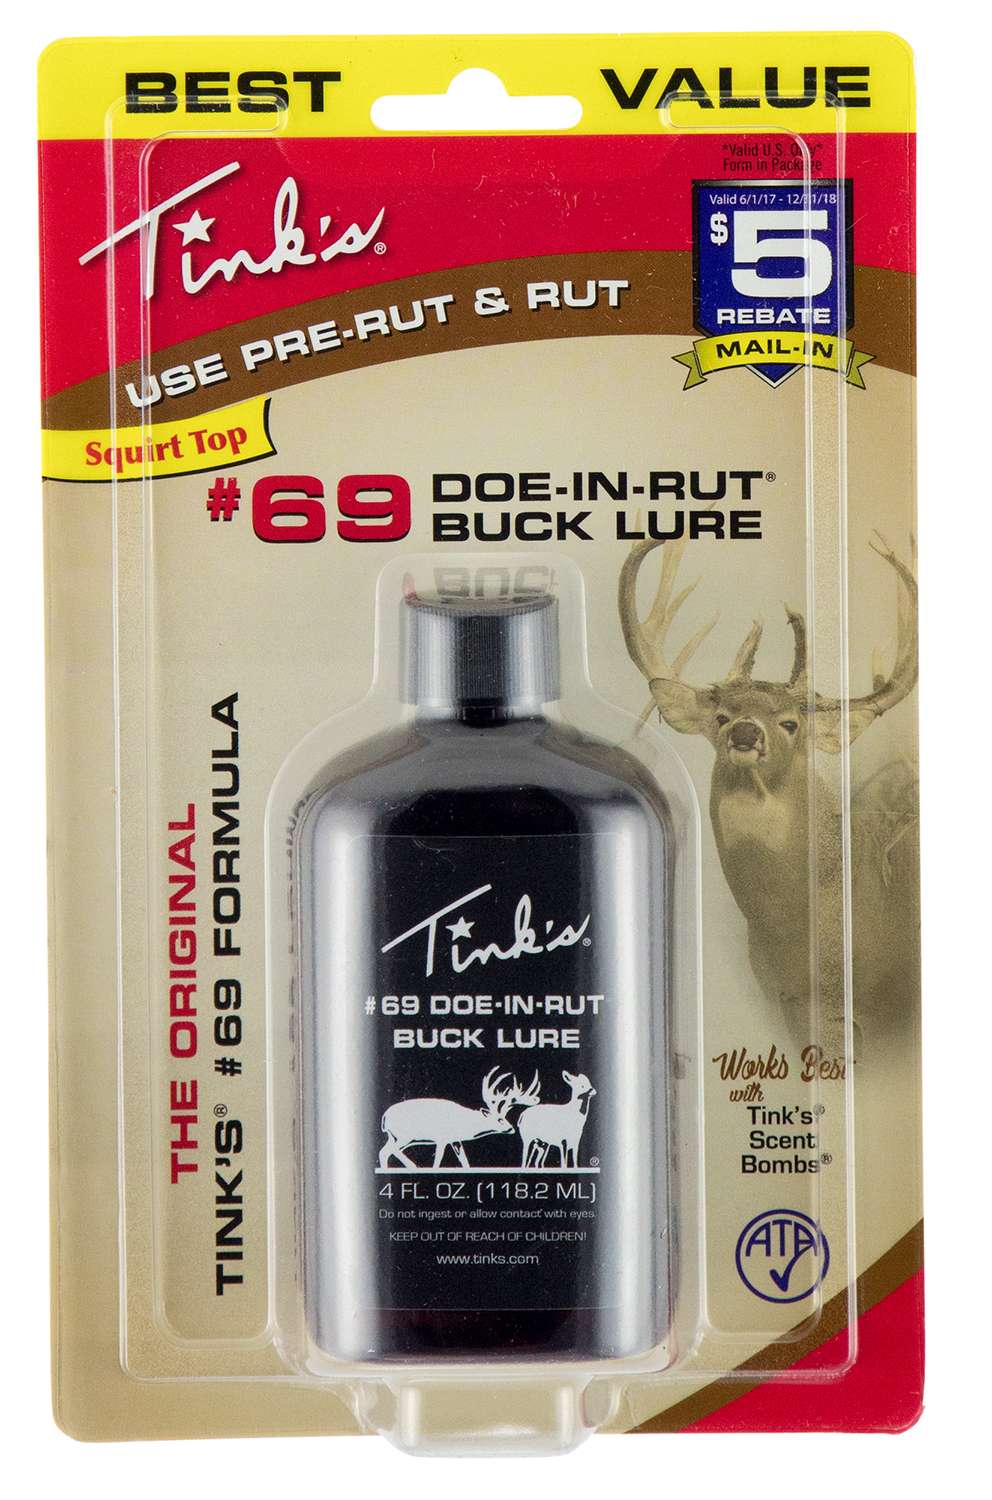 BEST VALUE
*Valid U.S. Only*
Form in Package
Tink's®
Valid 6/1/17 - 12/31/18
$5
REBATE
MAIL-IN
USE PRE-RUT & RUT
Squirt Top
#69 DOE-IN-RUT®
BUCK LURE
THE ORIGINAL
TINK'S® #69 FORMULA
Tink's®
#69 DOE-IN-RUT
BUCK LURE
®
4 FL. OZ. (118.2 ML)
Do not ingest or allow contact with eyes.
KEEP OUT OF REACH OF CHILDREN!
www.tinks.com
Works Best
with
Tink's®
Scent
Bombs®
ATA